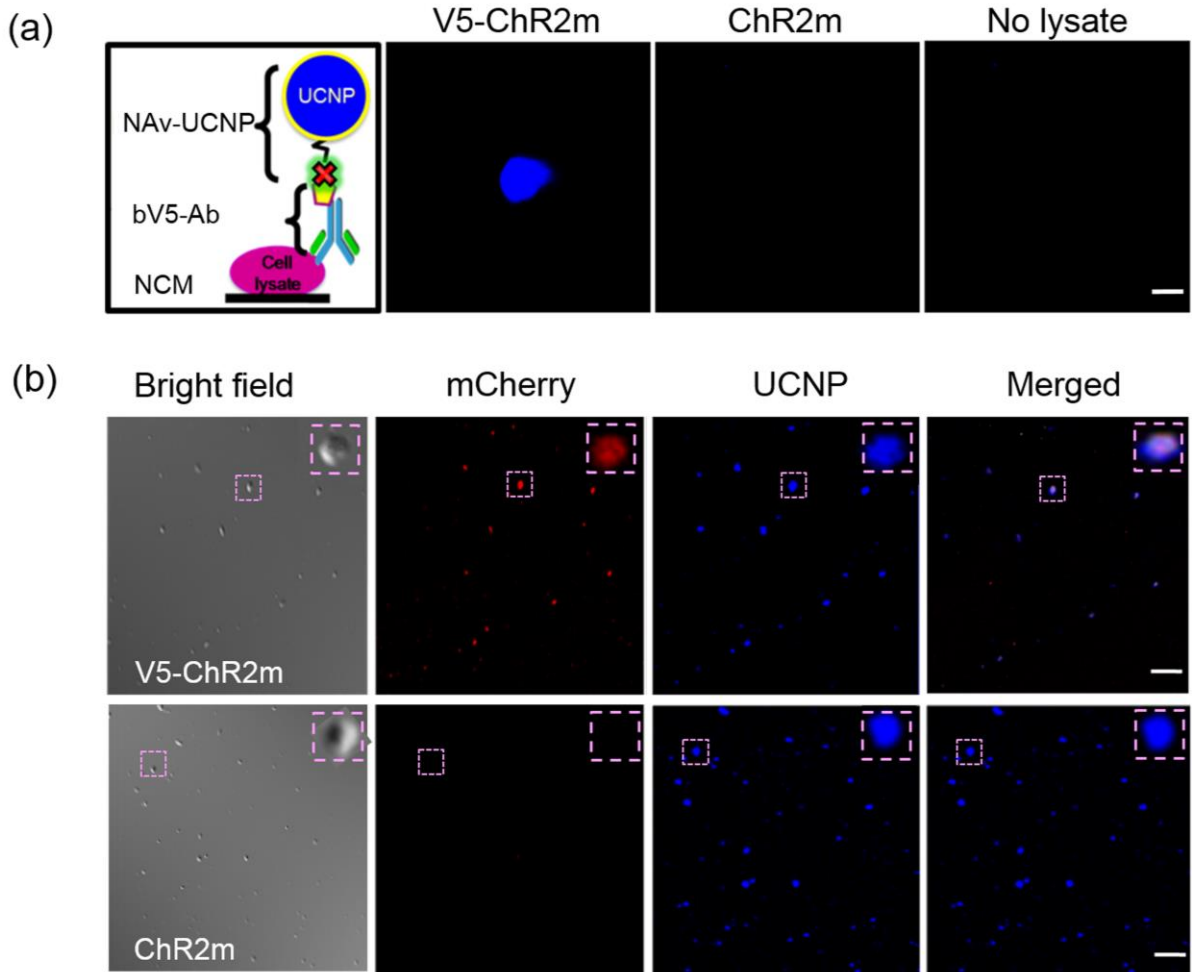 (a)
V5-ChR2m
ChR2m
No lysate
UCNP
NAv-UCNP
bV5-Ab
Cell
lysate
NCM
(b)
Bright field
mCherry
UCNP
Merged
V5-ChR2m
ChR2m